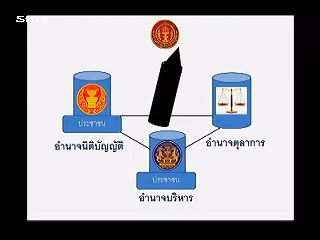 ประชาชน
อำนาจนิติบัญญัติ
อำนาจตุลาการ
ประชาชน
อำนาจบริหาร